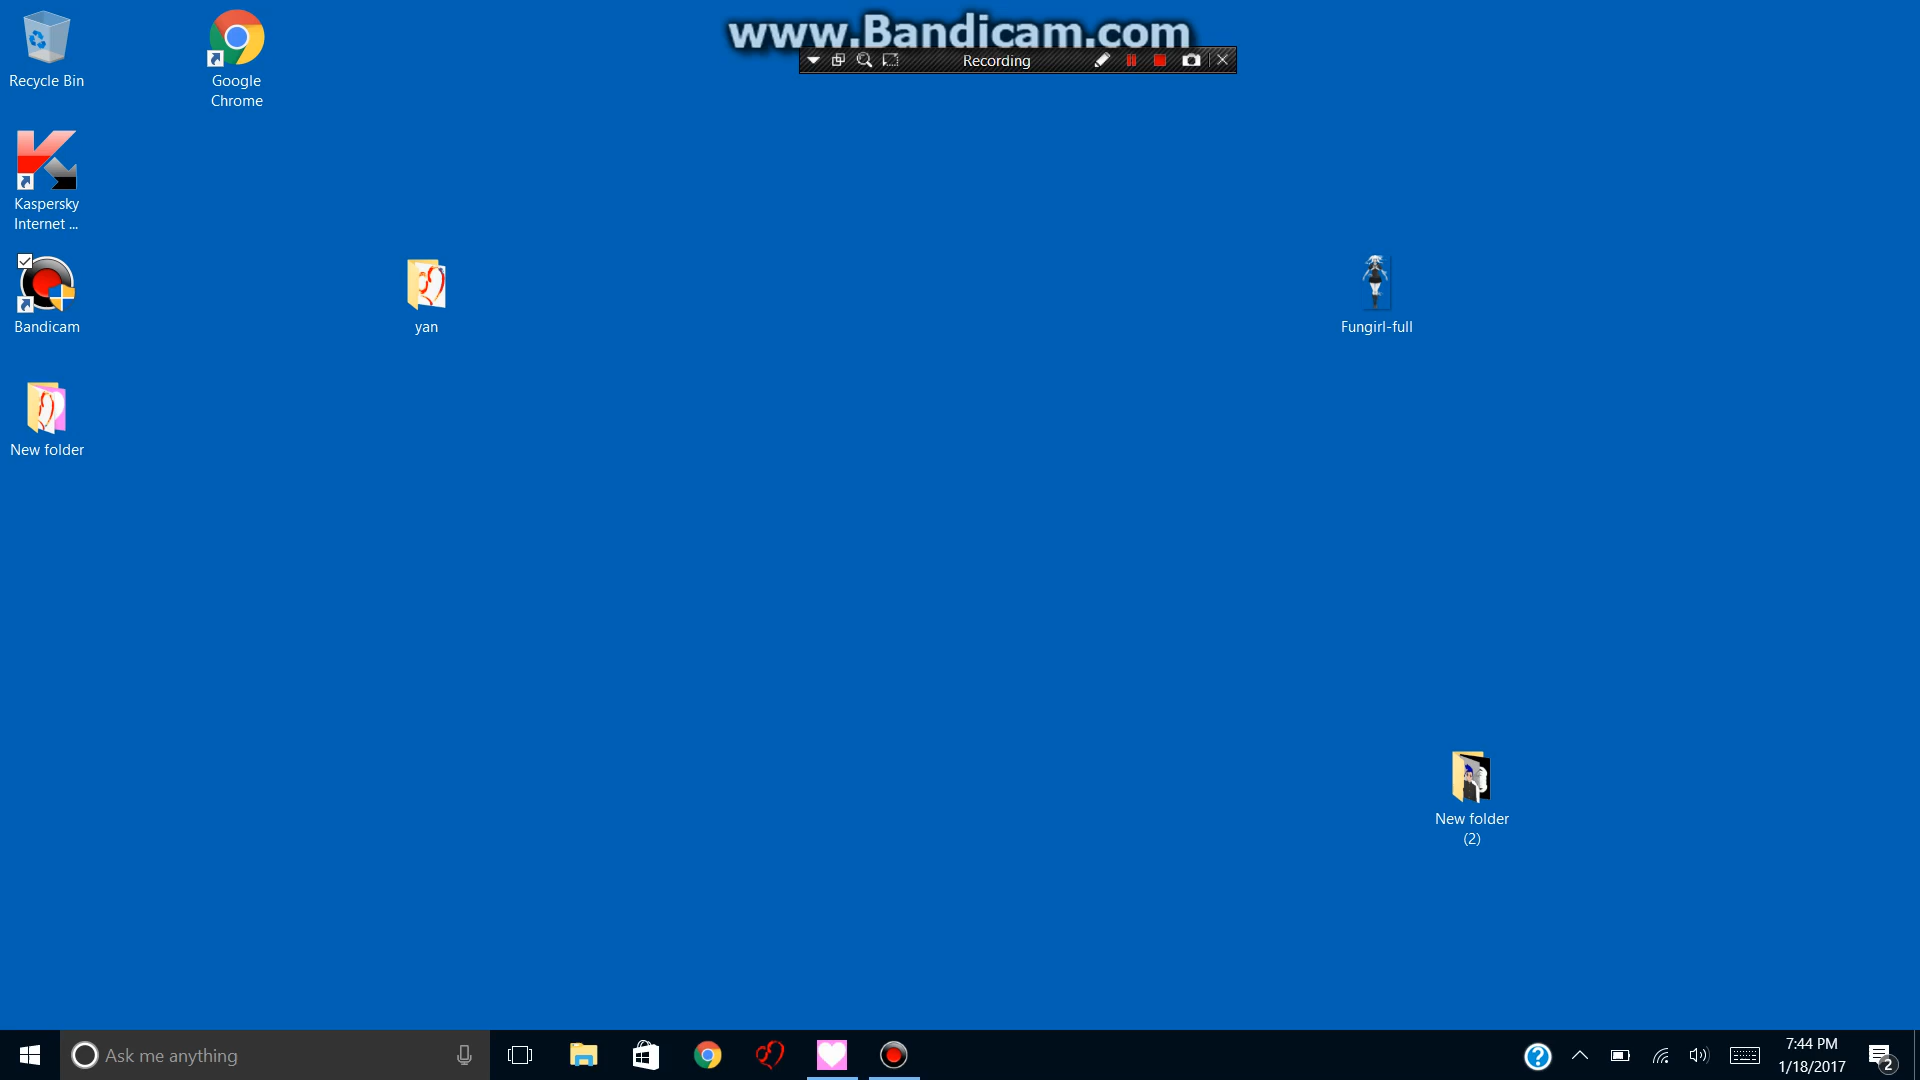 www.Bandicam.com
Recording
Recycle Bin
Google
Chrome
Kaspersky
Internet ...
Bandicam
yan
Fungirl-full
New folder
New folder
(2)
Ask me anything
7:44 PM
1/18/2017
2